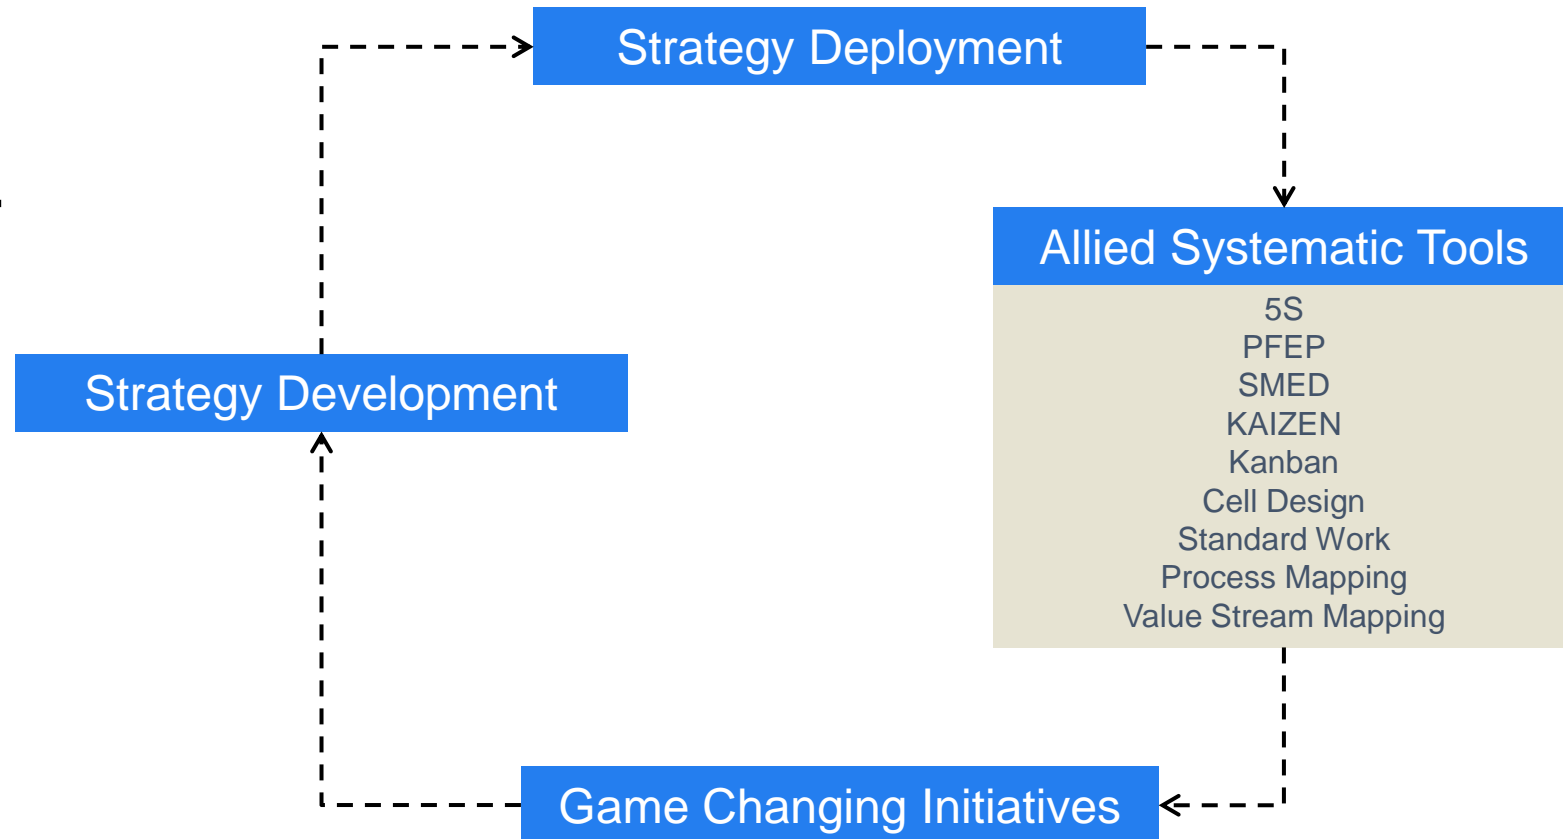 Strategy Deployment
Allied Systematic Tools
5S
PFEP
SMED
KAIZEN
Kanban
Cell Design
Standard Work
Process Mapping
Value Stream Mapping
Strategy Development
Game Changing Initiatives